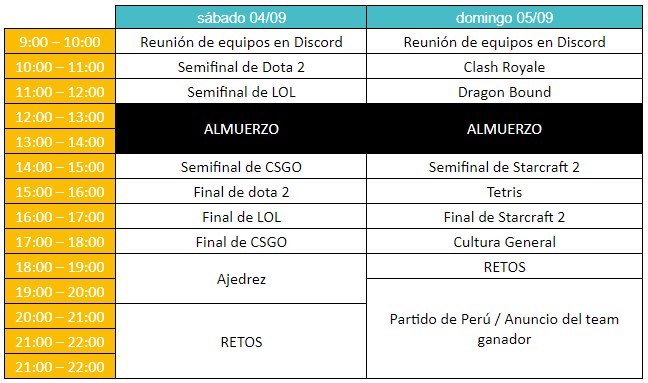 sábado 04/09 domingo 05/09
9:00 – 10:00 Reunión de equipos en Discord Reunión de equipos en Discord
10:00 – 11:00 Semifinal de Dota 2 Clash Royale
11:00 – 12:00 Semifinal de LOL Dragon Bound
12:00 – 13:00
ALMUERZO ALMUERZO
13:00 – 14:00
14:00 – 15:00 Semifinal de CSGO Semifinal de Starcraft 2
15:00 – 16:00 Final de dota 2 Tetris
16:00 – 17:00 Final de LOL Final de Starcraft 2
17:00 – 18:00 Final de CSGO Cultura General
18:00 – 19:00 RETOS
Ajedrez
19:00 – 20:00
20:00 – 21:00 Partido de Perú / Anuncio del team
21:00 – 22:00 RETOS ganador
21:00 – 22:00